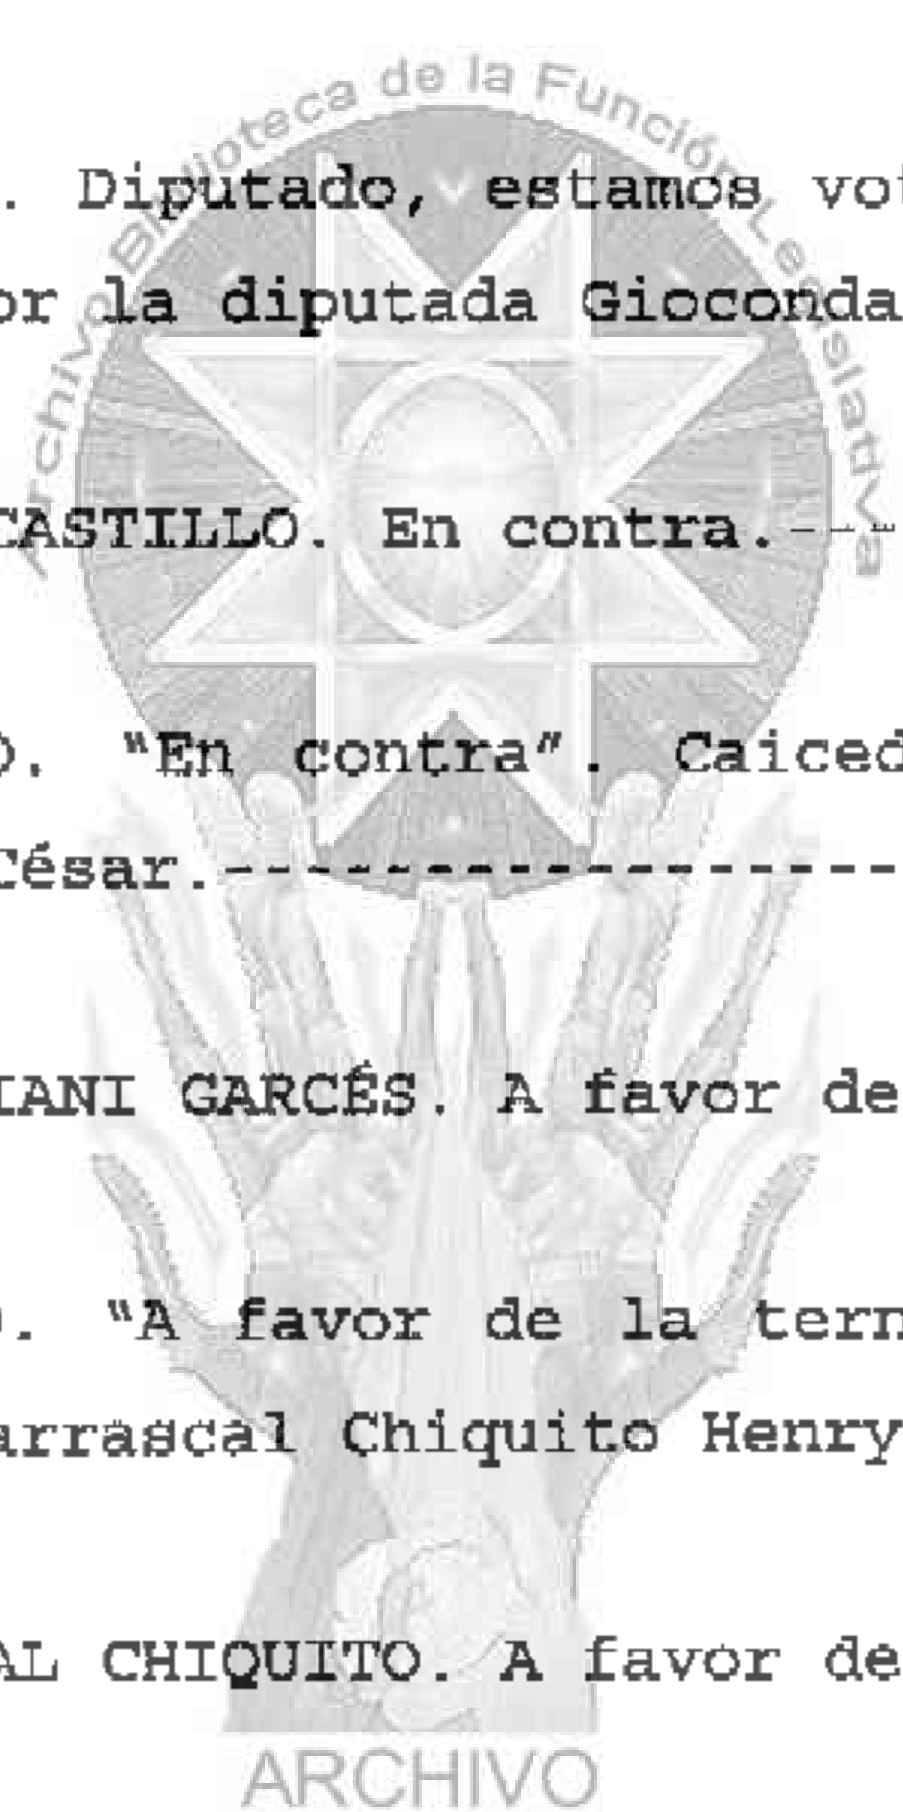 Archivo Biblioteca de la Función Legislativa
. Diputado, estamos
or la diputada Gioconda
CASTILLO. En contra.---
O. "En contra". Caiced
César.------------------
IANI GARCÉS. A favor de
O. "A favor de la tern
arrascal Chiquito Henry
AL CHIQUITO. A favor de
ARCHIVO